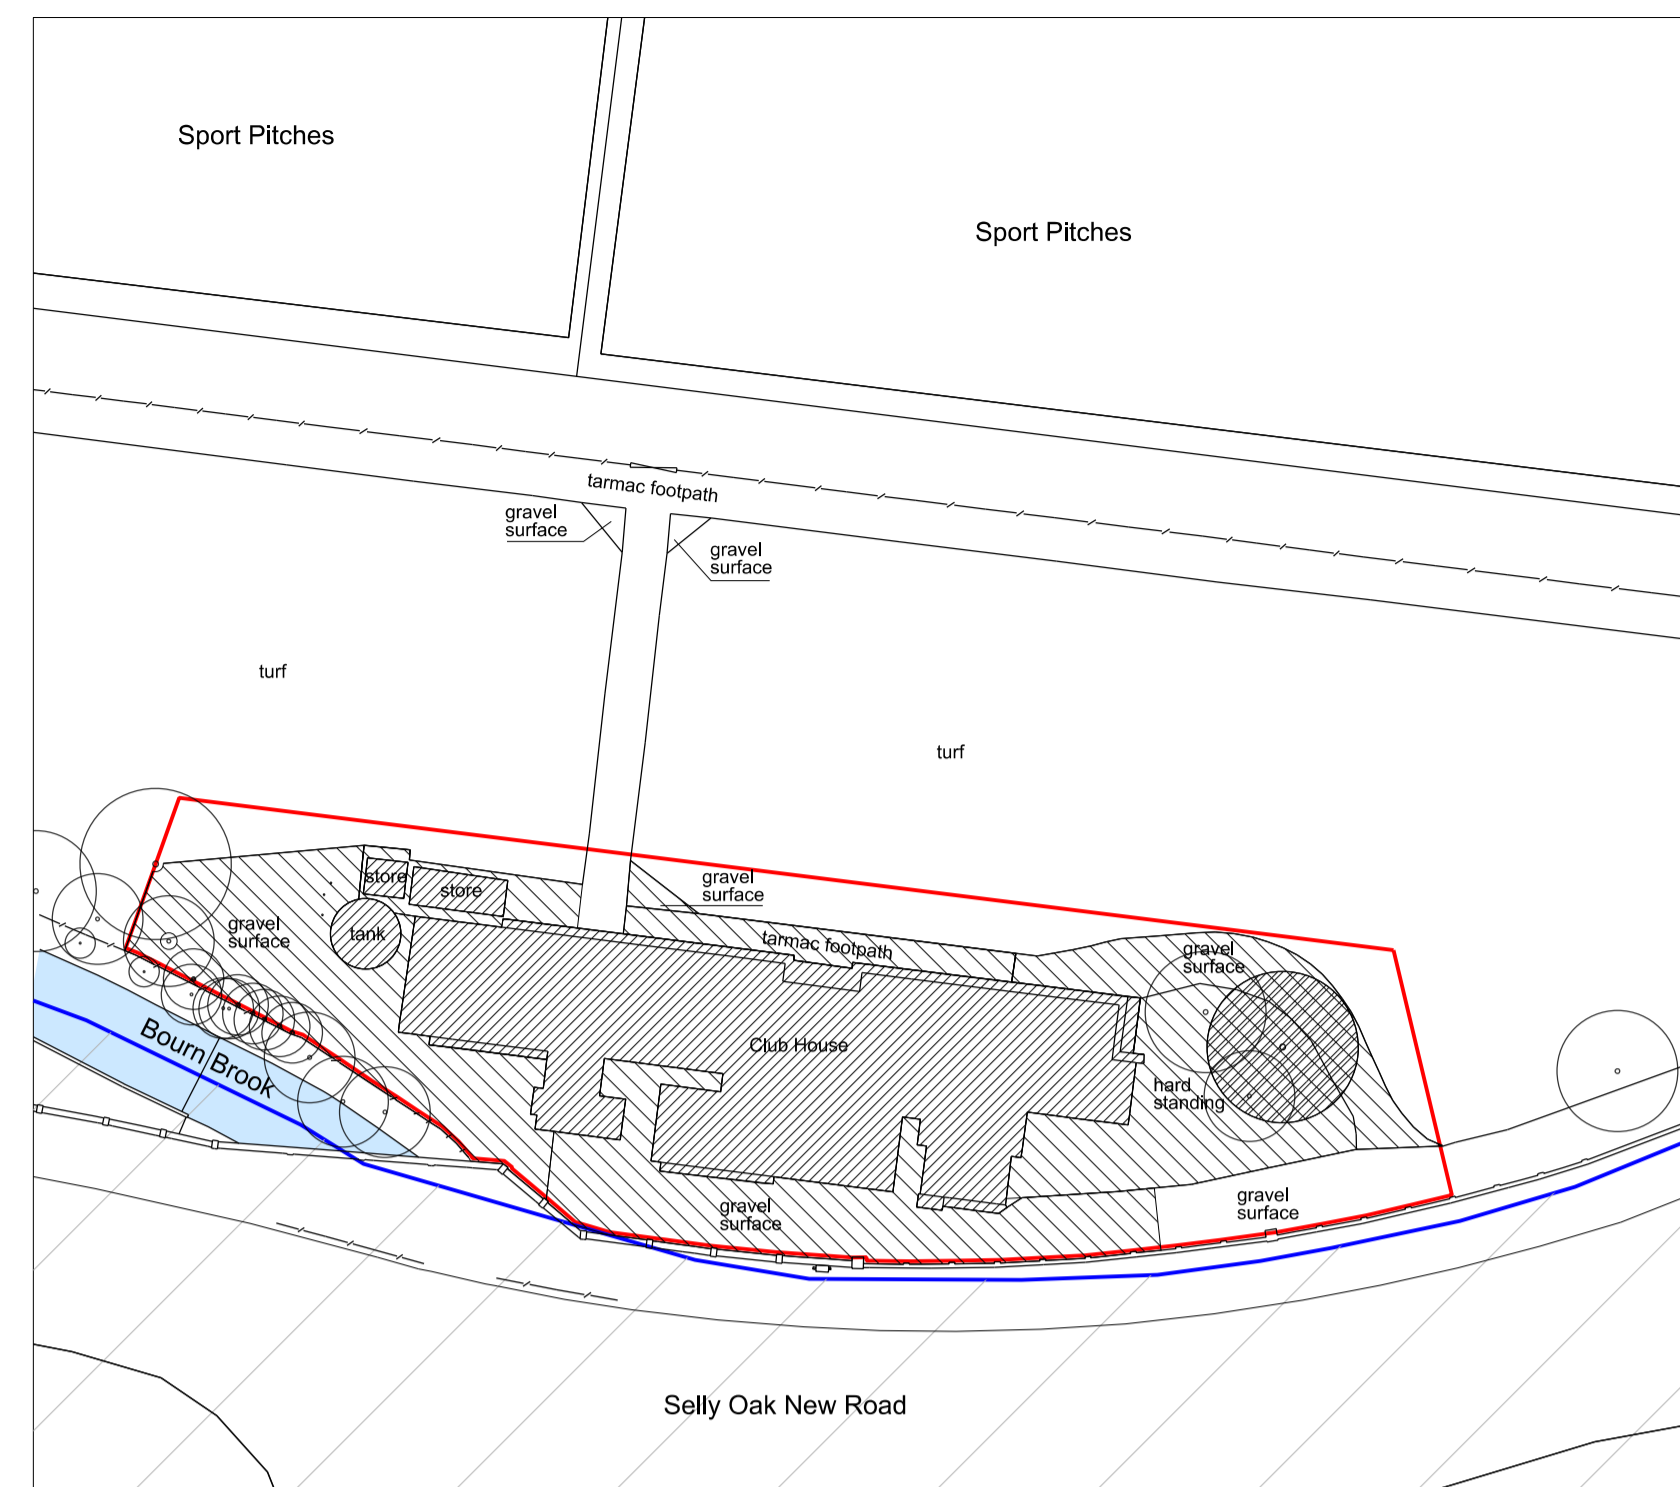 Sport Pitches
Sport Pitches
tarmac footpath
gravel
surface
gravel
surface
turf
turf
store
store
gravel
surface
gravel
surface
tank
tarmac footpath
gravel
surface
Club House
Bourn Brook
hard
standing
gravel
surface
gravel
surface
Selly Oak New Road